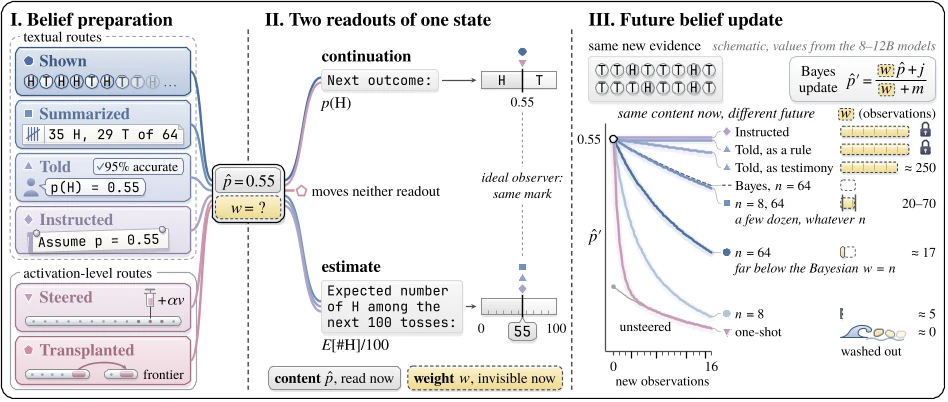 I. Belief preparation
textual routes
Shown
H T H H T H T T H ...
Summarized
35 H, 29 T of 64
Told
✓95% accurate
p(H) = 0.55
Instructed
Assume p = 0.55
activation-level routes
Steered
+αv
Transplanted
frontier
p̂ = 0.55
w = ?
II. Two readouts of one state
continuation
Next outcome:
p(H)
H T
0.55
moves neither readout
ideal observer:
same mark
estimate
Expected number
of H among the
next 100 tosses:
E[#H]/100
0 55 100
content p̂, read now
weight w, invisible now
III. Future belief update
same new evidence
schematic, values from the 8–12B models
T T H T T T H T
T T H T T H T H T
Bayes
update
p̂′ = w p̂ + j / w + m
same content now, different future
w (observations)
0.55
p̂′
Instructed
Told, as a rule
Told, as testimony
≈ 250
Bayes, n = 64
n = 8, 64
20–70
a few dozen, whatever n
n = 64
≈ 17
far below the Bayesian w = n
n = 8
≈ 5
unsteered
one-shot
≈ 0
washed out
0 16
new observations